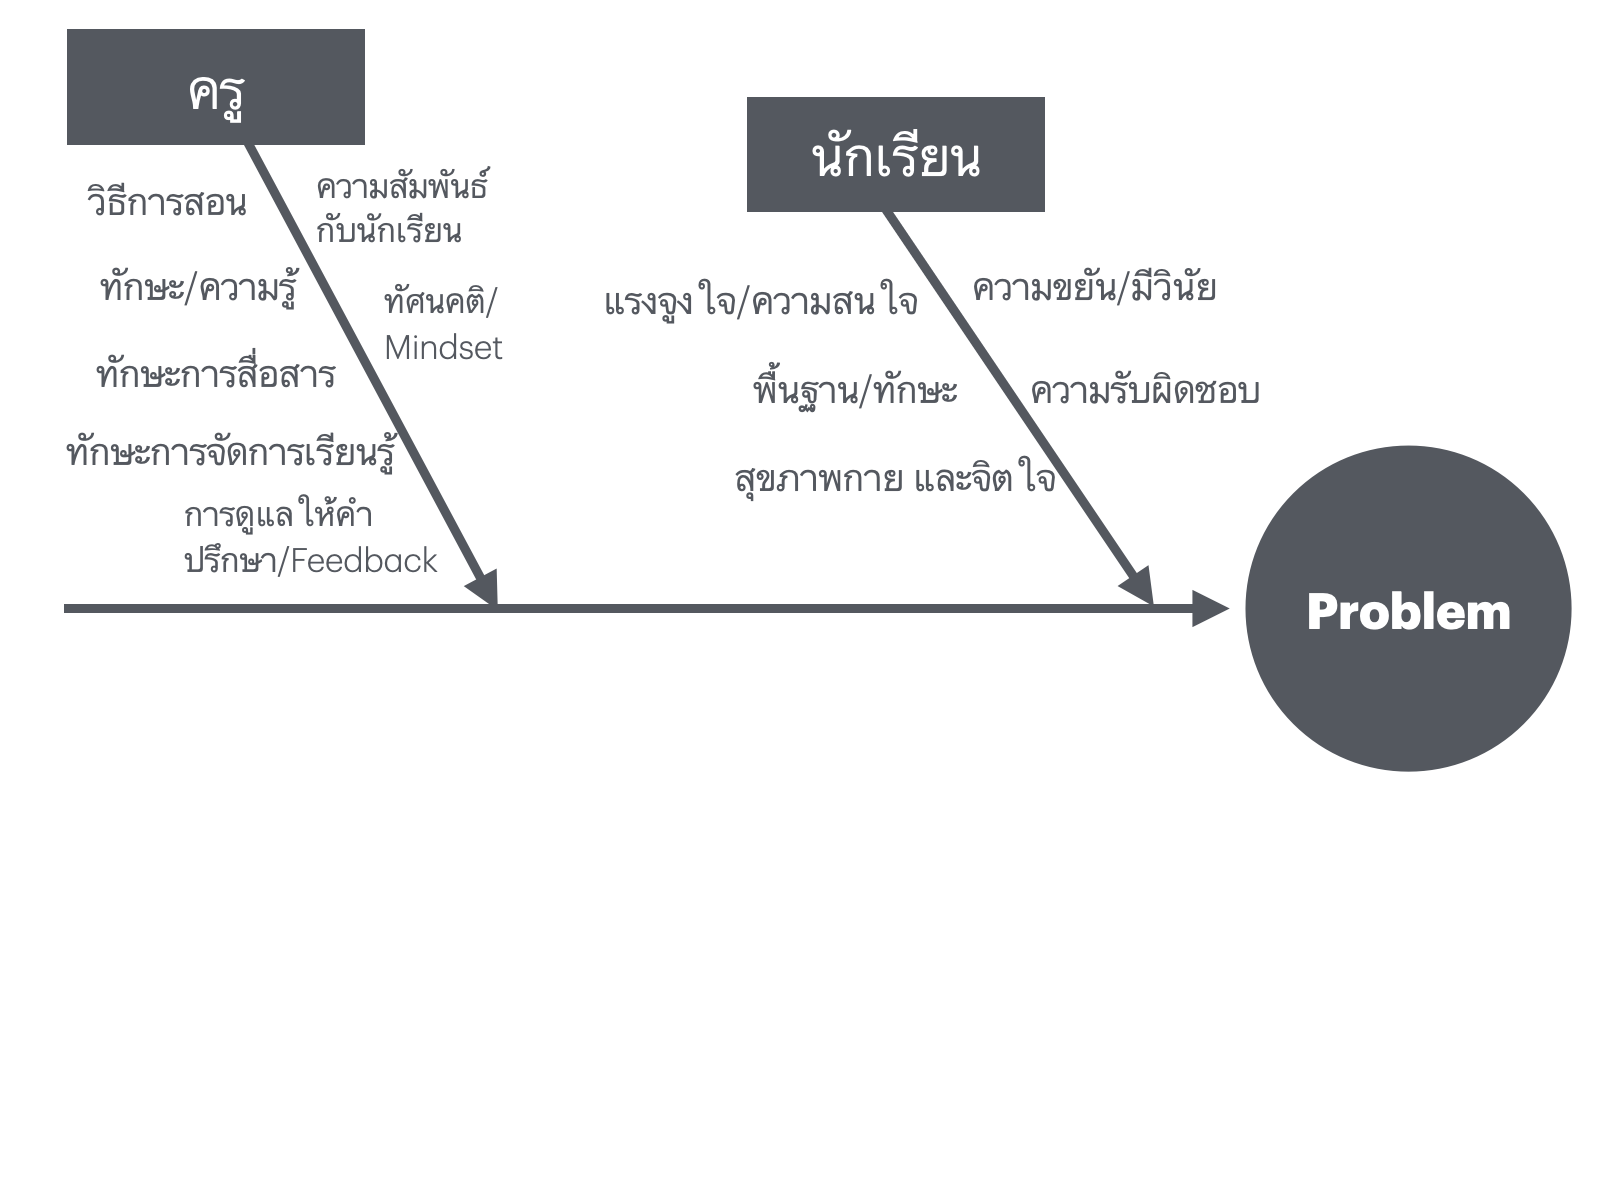 ครู
วิธีการสอน
ความสัมพันธ์
กับนักเรียน
ทักษะ/ความรู้
ทัศนคติ/
Mindset
ทักษะการสื่อสาร
ทักษะการจัดการเรียนรู้
การดูแลให้คำ
ปรึกษา/Feedback
นักเรียน
แรงจูงใจ/ความสนใจ
ความขยัน/มีวินัย
พื้นฐาน/ทักษะ
ความรับผิดชอบ
สุขภาพกาย และจิตใจ
Problem